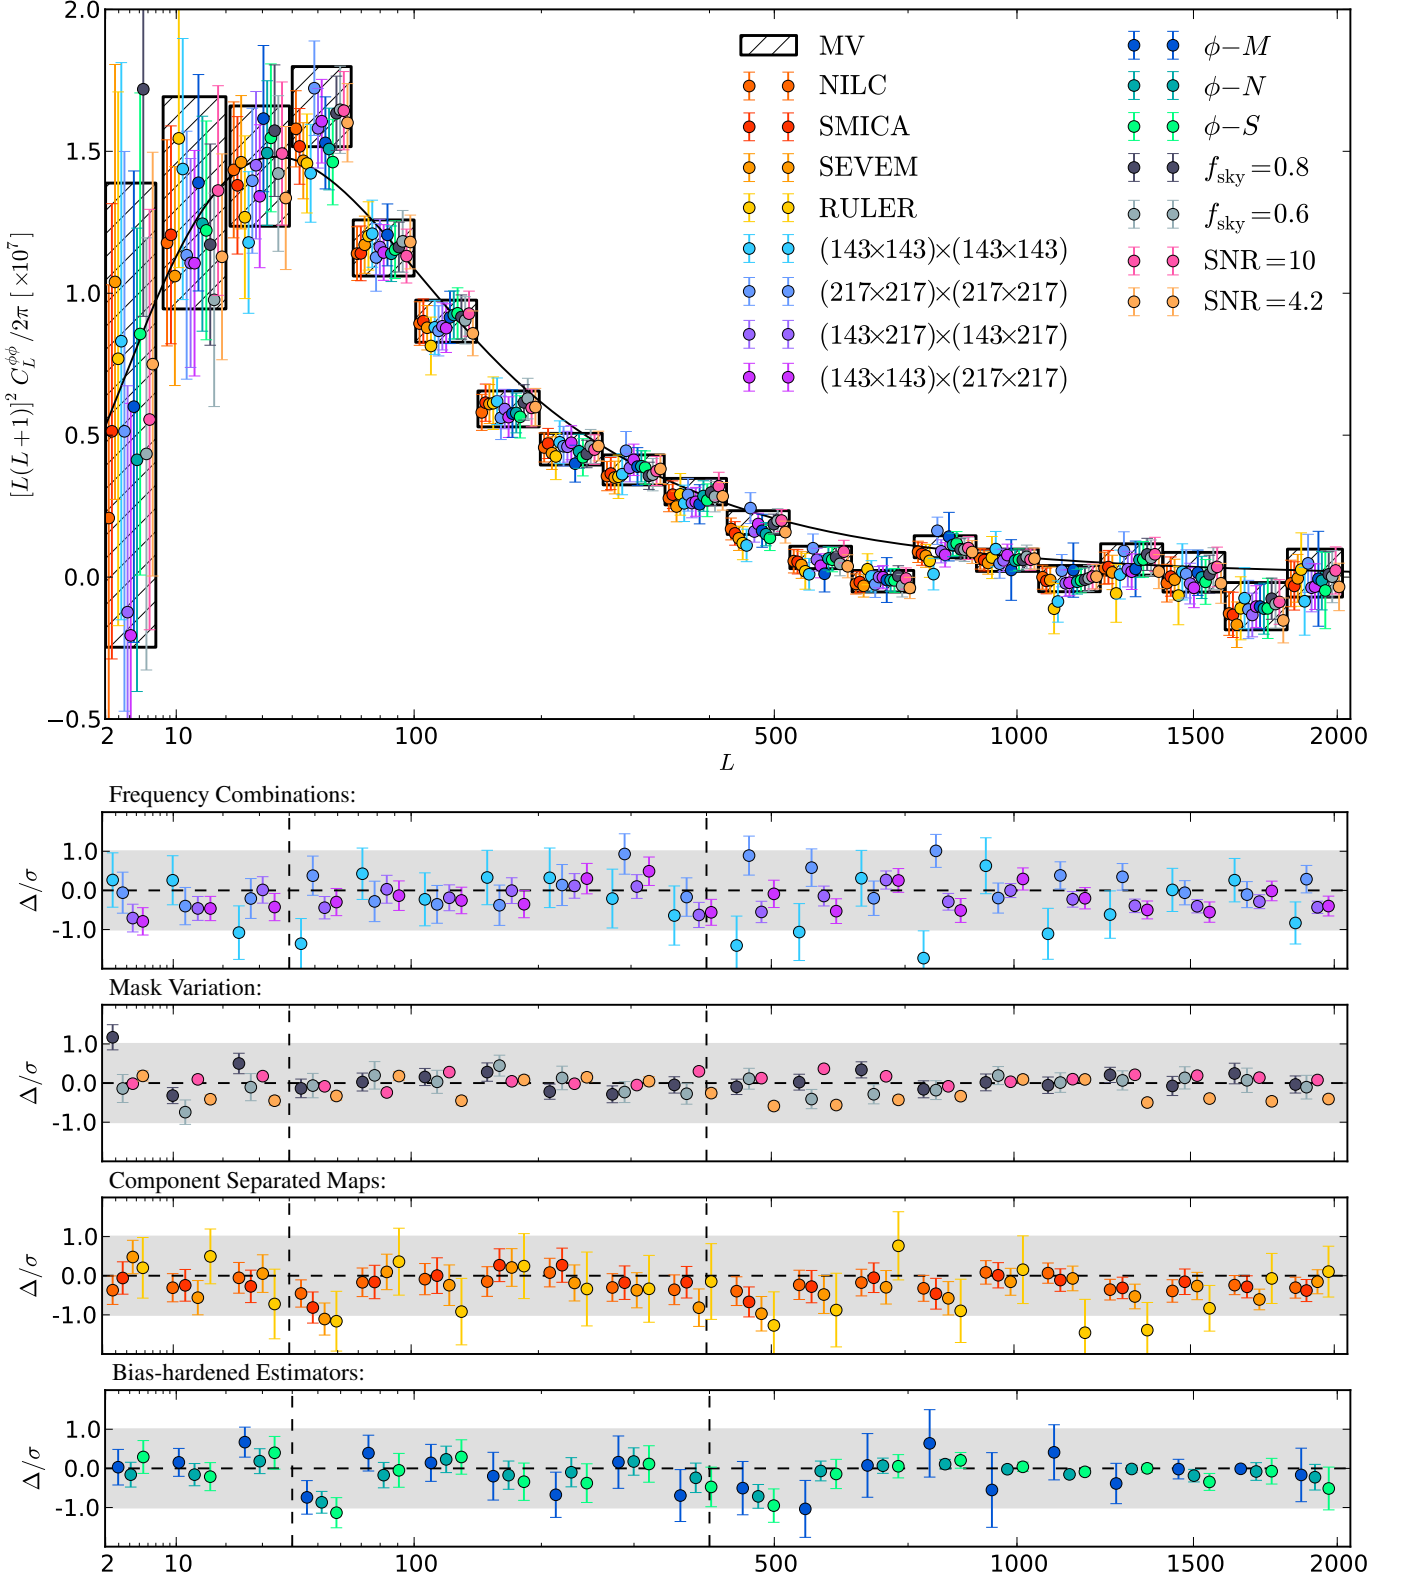 2.0
1.5
1.0
0.5
0.0
−0.5
[L(L+1)]² C_L^{ϕϕ}/2π [×10⁷]
MV
NILC
SMICA
SEVEM
RULER
(143×143)×(143×143)
(217×217)×(217×217)
(143×217)×(143×217)
(143×143)×(217×217)
ϕ−M
ϕ−N
ϕ−S
f_sky=0.8
f_sky=0.6
SNR=10
SNR=4.2
2 10 100 500 1000 1500 2000
L
Frequency Combinations:
1.0
0.0
-1.0
Δ/σ
Mask Variation:
1.0
0.0
-1.0
Δ/σ
Component Separated Maps:
1.0
0.0
-1.0
Δ/σ
Bias-hardened Estimators:
1.0
0.0
-1.0
Δ/σ
2 10 100 500 1000 1500 2000